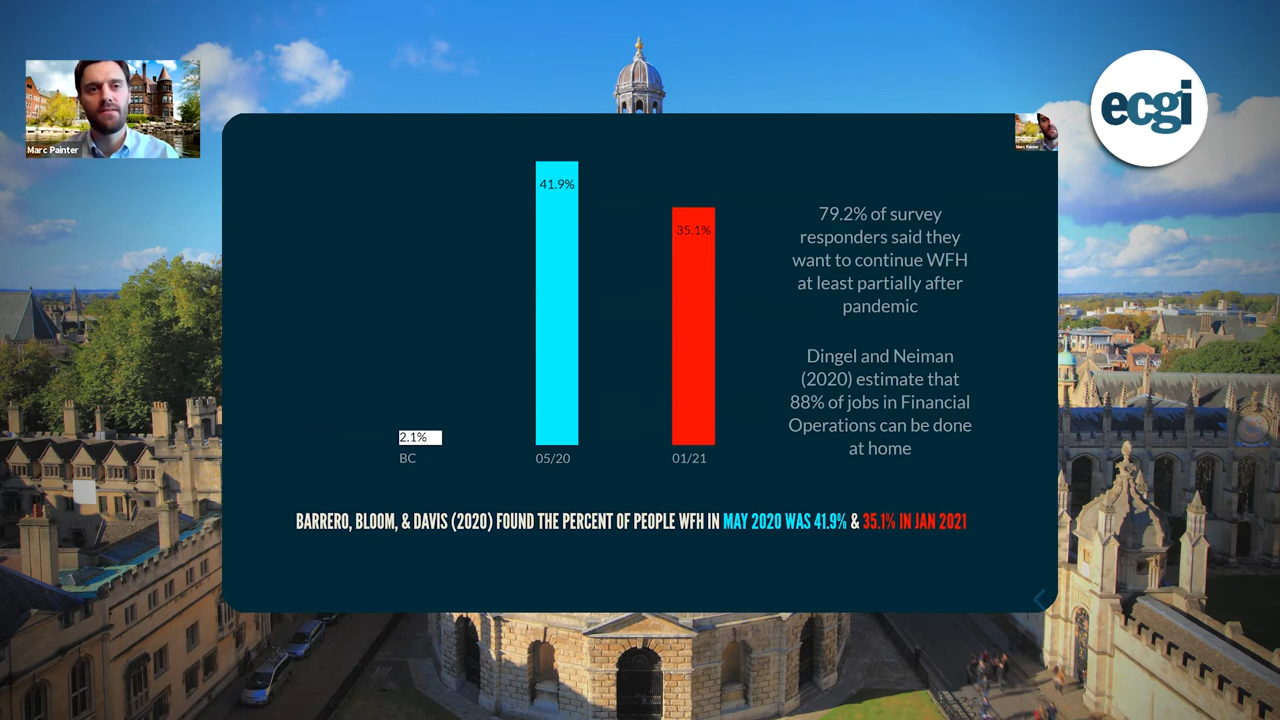 Marc Painter
ecgi
Marc Painter
41.9%
35.1%
2.1%
BC
05/20
01/21
79.2% of survey
responders said they
want to continue WFH
at least partially after
pandemic
Dingel and Neiman
(2020) estimate that
88% of jobs in Financial
Operations can be done
at home
BARRERO, BLOOM, & DAVIS (2020) FOUND THE PERCENT OF PEOPLE WFH IN MAY 2020 WAS 41.9% & 35.1% IN JAN 2021